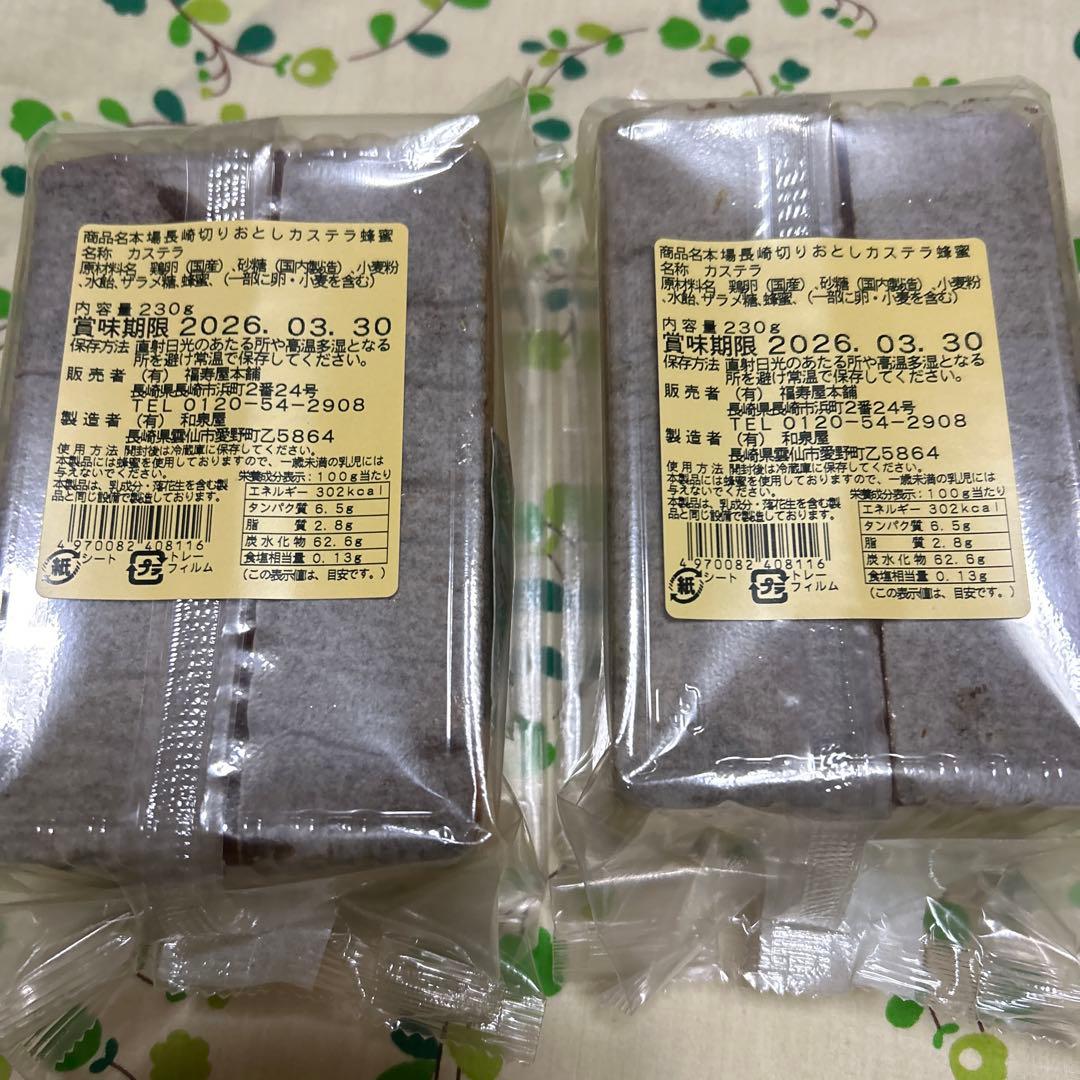 商品名本場長崎切りおとしカステラ蜂蜜
名称 カステラ
原材料名 鶏卵（国産）、砂糖（国内製造）、小麦粉
、水飴、ザラメ糖、蜂蜜、（一部に卵・小麦を含む）
内容量 230g
賞味期限 2026. 03. 30
保存方法 直射日光のあたる所や高温多湿となる
所を避け常温で保存してください。
販売者 （有） 福寿屋本舗
長崎県長崎市浜町2番24号
TEL 0120-54-2908
製造者 （有） 和泉屋
長崎県雲仙市愛野町乙5864
使用方法 開封後は冷蔵庫に保存してください。
本製品には蜂蜜を使用しておりますので、一歳未満の乳児には
与えないでください。
本製品は、乳成分・落花生を含む製
品と同じ設備で製造しております。
栄養成分表示：100g当たり
エネルギー 302kcal
タンパク質 6.5g
脂質 2.8g
炭水化物 62.6g
食塩相当量 0.13g
（この表示値は、目安です。）
4 970082 408116
紙 シート
プラ トレー
フィルム
商品名本場長崎切りおとしカステラ蜂蜜
名称 カステラ
原材料名 鶏卵（国産）、砂糖（国内製造）、小麦粉
、水飴、ザラメ糖、蜂蜜、（一部に卵・小麦を含む）
内容量 230g
賞味期限 2026. 03. 30
保存方法 直射日光のあたる所や高温多湿となる
所を避け常温で保存してください。
販売者 （有） 福寿屋本舗
長崎県長崎市浜町2番24号
TEL 0120-54-2908
製造者 （有） 和泉屋
長崎県雲仙市愛野町乙5864
使用方法 開封後は冷蔵庫に保存してください。
本製品には蜂蜜を使用しておりますので、一歳未満の乳児には
与えないでください。
本製品は、乳成分・落花生を含む製
品と同じ設備で製造しております。
栄養成分表示：100g当たり
エネルギー 302kcal
タンパク質 6.5g
脂質 2.8g
炭水化物 62.6g
食塩相当量 0.13g
（この表示値は、目安です。）
4 970082 408116
紙 シート
プラ トレー
フィルム